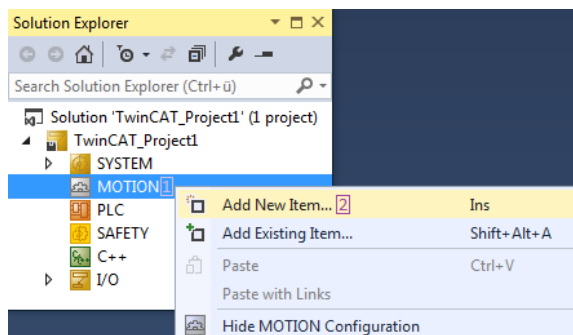 Solution Explorer
Search Solution Explorer (Ctrl+ü)
Solution 'TwinCAT_Project1' (1 project)
TwinCAT_Project1
SYSTEM
MOTION 1
PLC
SAFETY
C++
I/O
Add New Item... 2 Ins
Add Existing Item... Shift+Alt+A
Paste Ctrl+V
Paste with Links
Hide MOTION Configuration